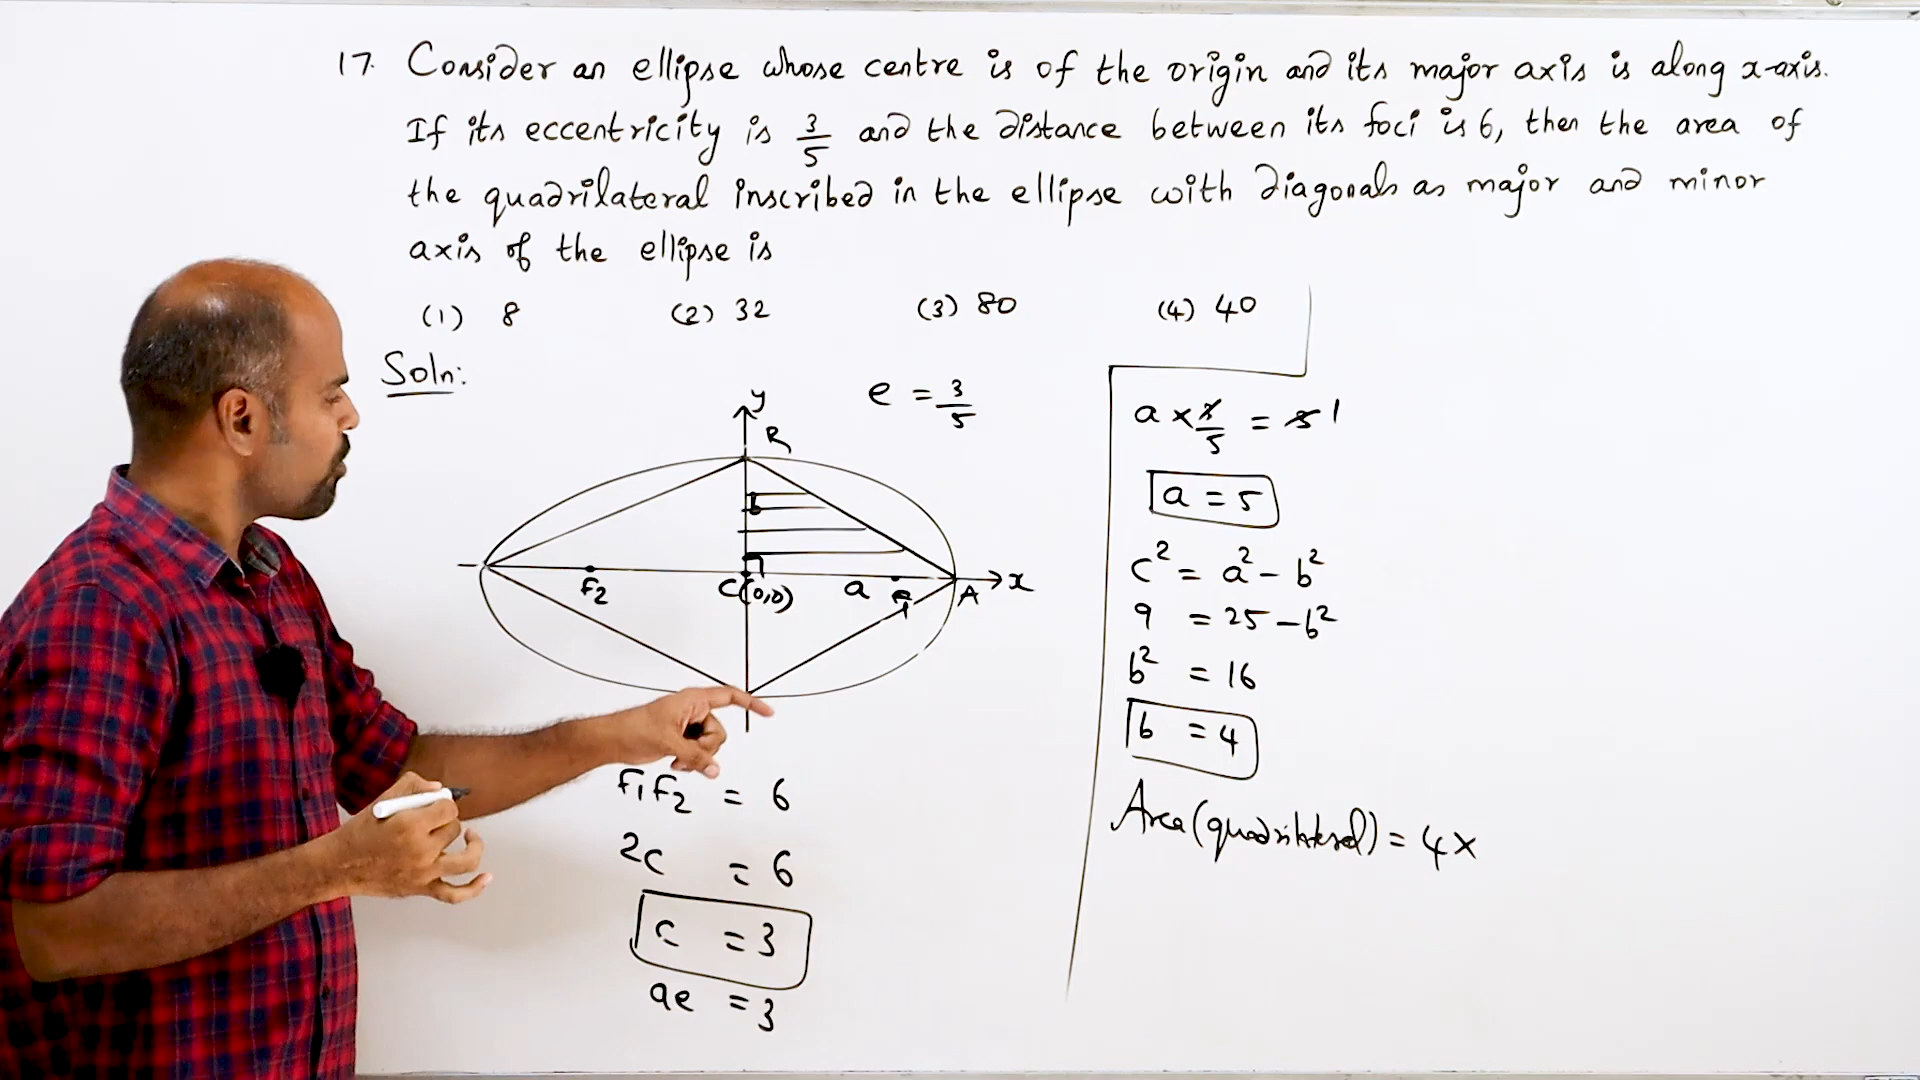 17. Consider an ellipse whose centre is of the origin and its major axis is along x-axis.
If its eccentricity is 3/5 and the distance between its foci is 6, then the area of
the quadrilateral inscribed in the ellipse with diagonals as major and minor
axis of the ellipse is
(1) 8 (2) 32 (3) 80 (4) 40
Soln:
e = 3/5
y
b
F2 C(0,0) a A x
F1F2 = 6
2c = 6
c = 3
ae = 3
a × 3/5 = 3 1
a = 5
c² = a² - b²
9 = 25 - b²
b² = 16
b = 4
Area(quadrilateral) = 4×